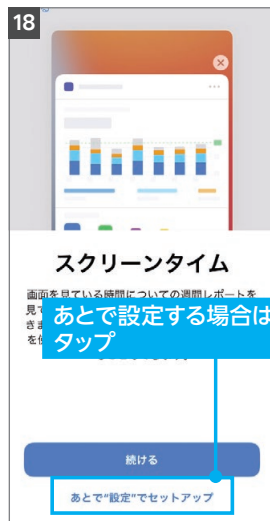 18
スクリーンタイム
画面を見ている時間についての週間レポートを
見て
あとで設定する場合は
きま
タップ
を使
続ける
あとで“設定”でセットアップ